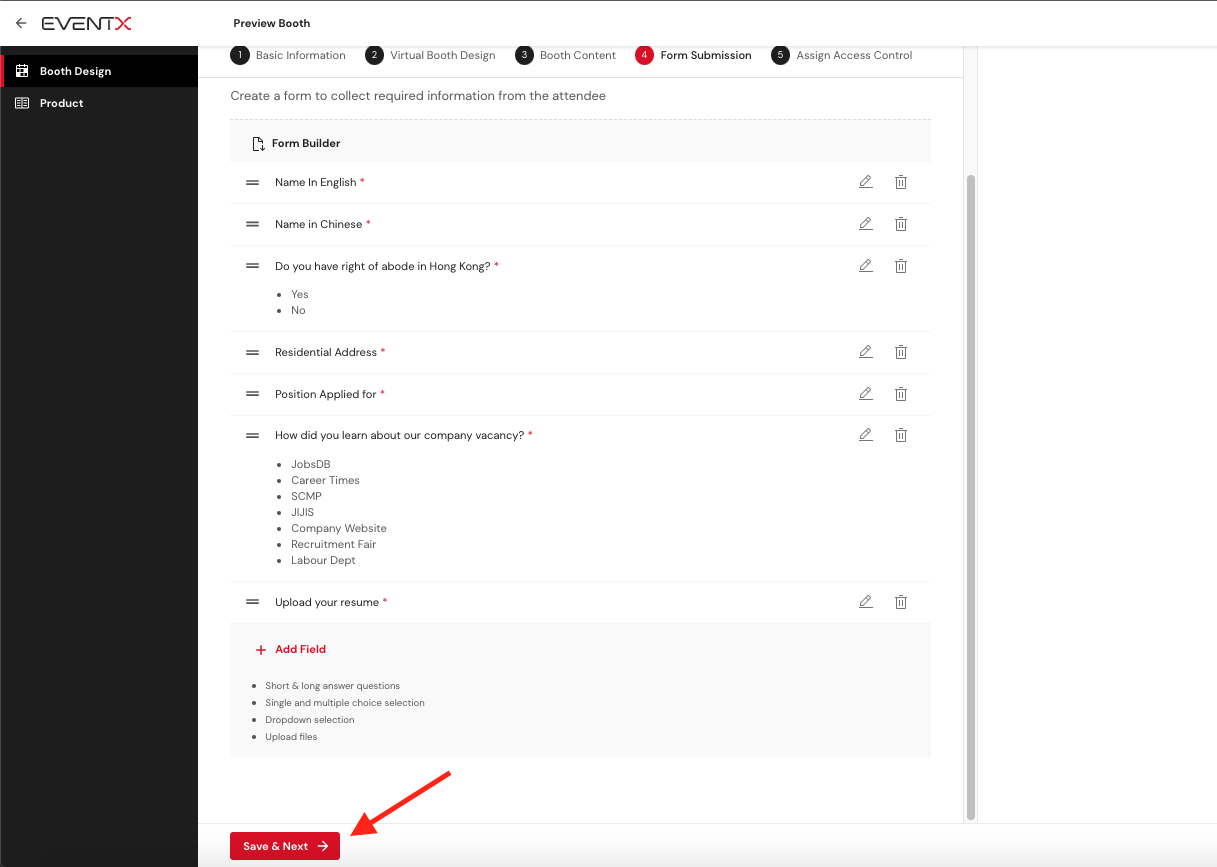 EVENTX
Preview Booth
Booth Design
Product
1 Basic Information 2 Virtual Booth Design 3 Booth Content 4 Form Submission 5 Assign Access Control
Create a form to collect required information from the attendee
Form Builder
Name In English *
Name in Chinese *
Do you have right of abode in Hong Kong? *
• Yes
• No
Residential Address *
Position Applied for *
How did you learn about our company vacancy? *
• JobsDB
• Career Times
• SCMP
• JIJIS
• Company Website
• Recruitment Fair
• Labour Dept
Upload your resume *
+ Add Field
• Short & long answer questions
• Single and multiple choice selection
• Dropdown selection
• Upload files
Save & Next →